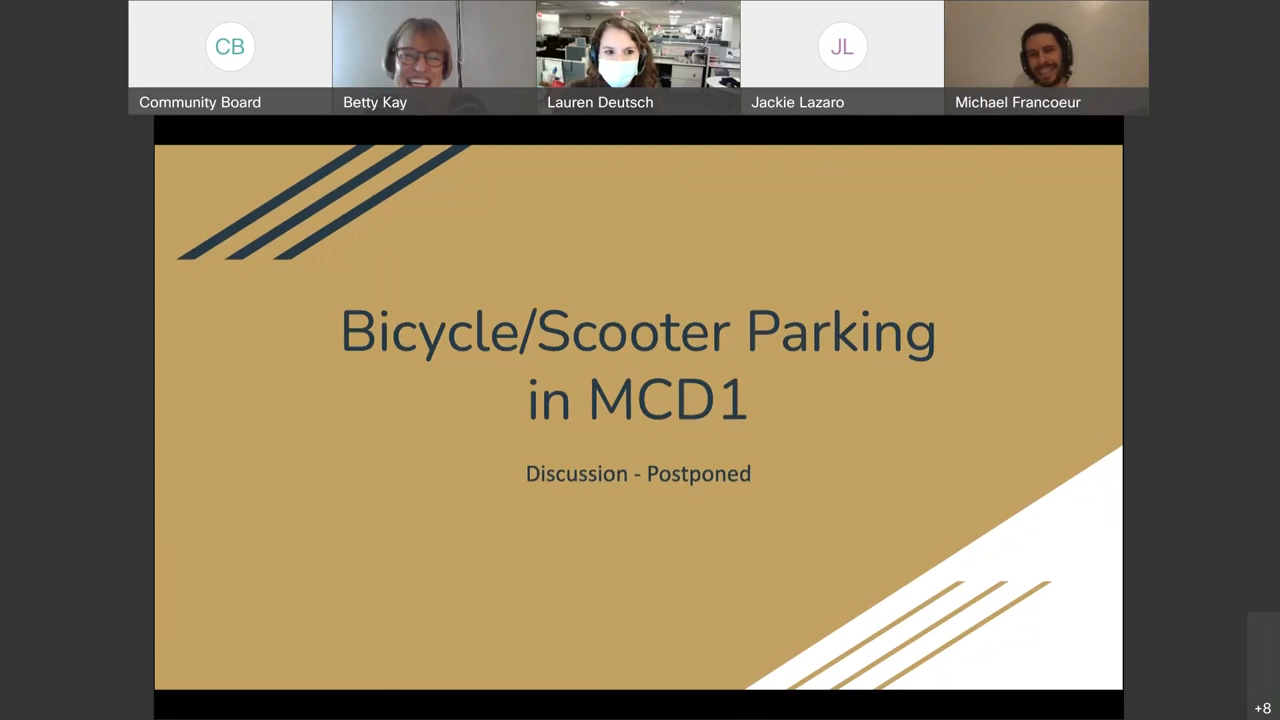 CB
JL
Community Board
Betty Kay
Lauren Deutsch
Jackie Lazaro
Michael Francoeur
Bicycle/Scooter Parking
in MCD1
Discussion - Postponed
+8